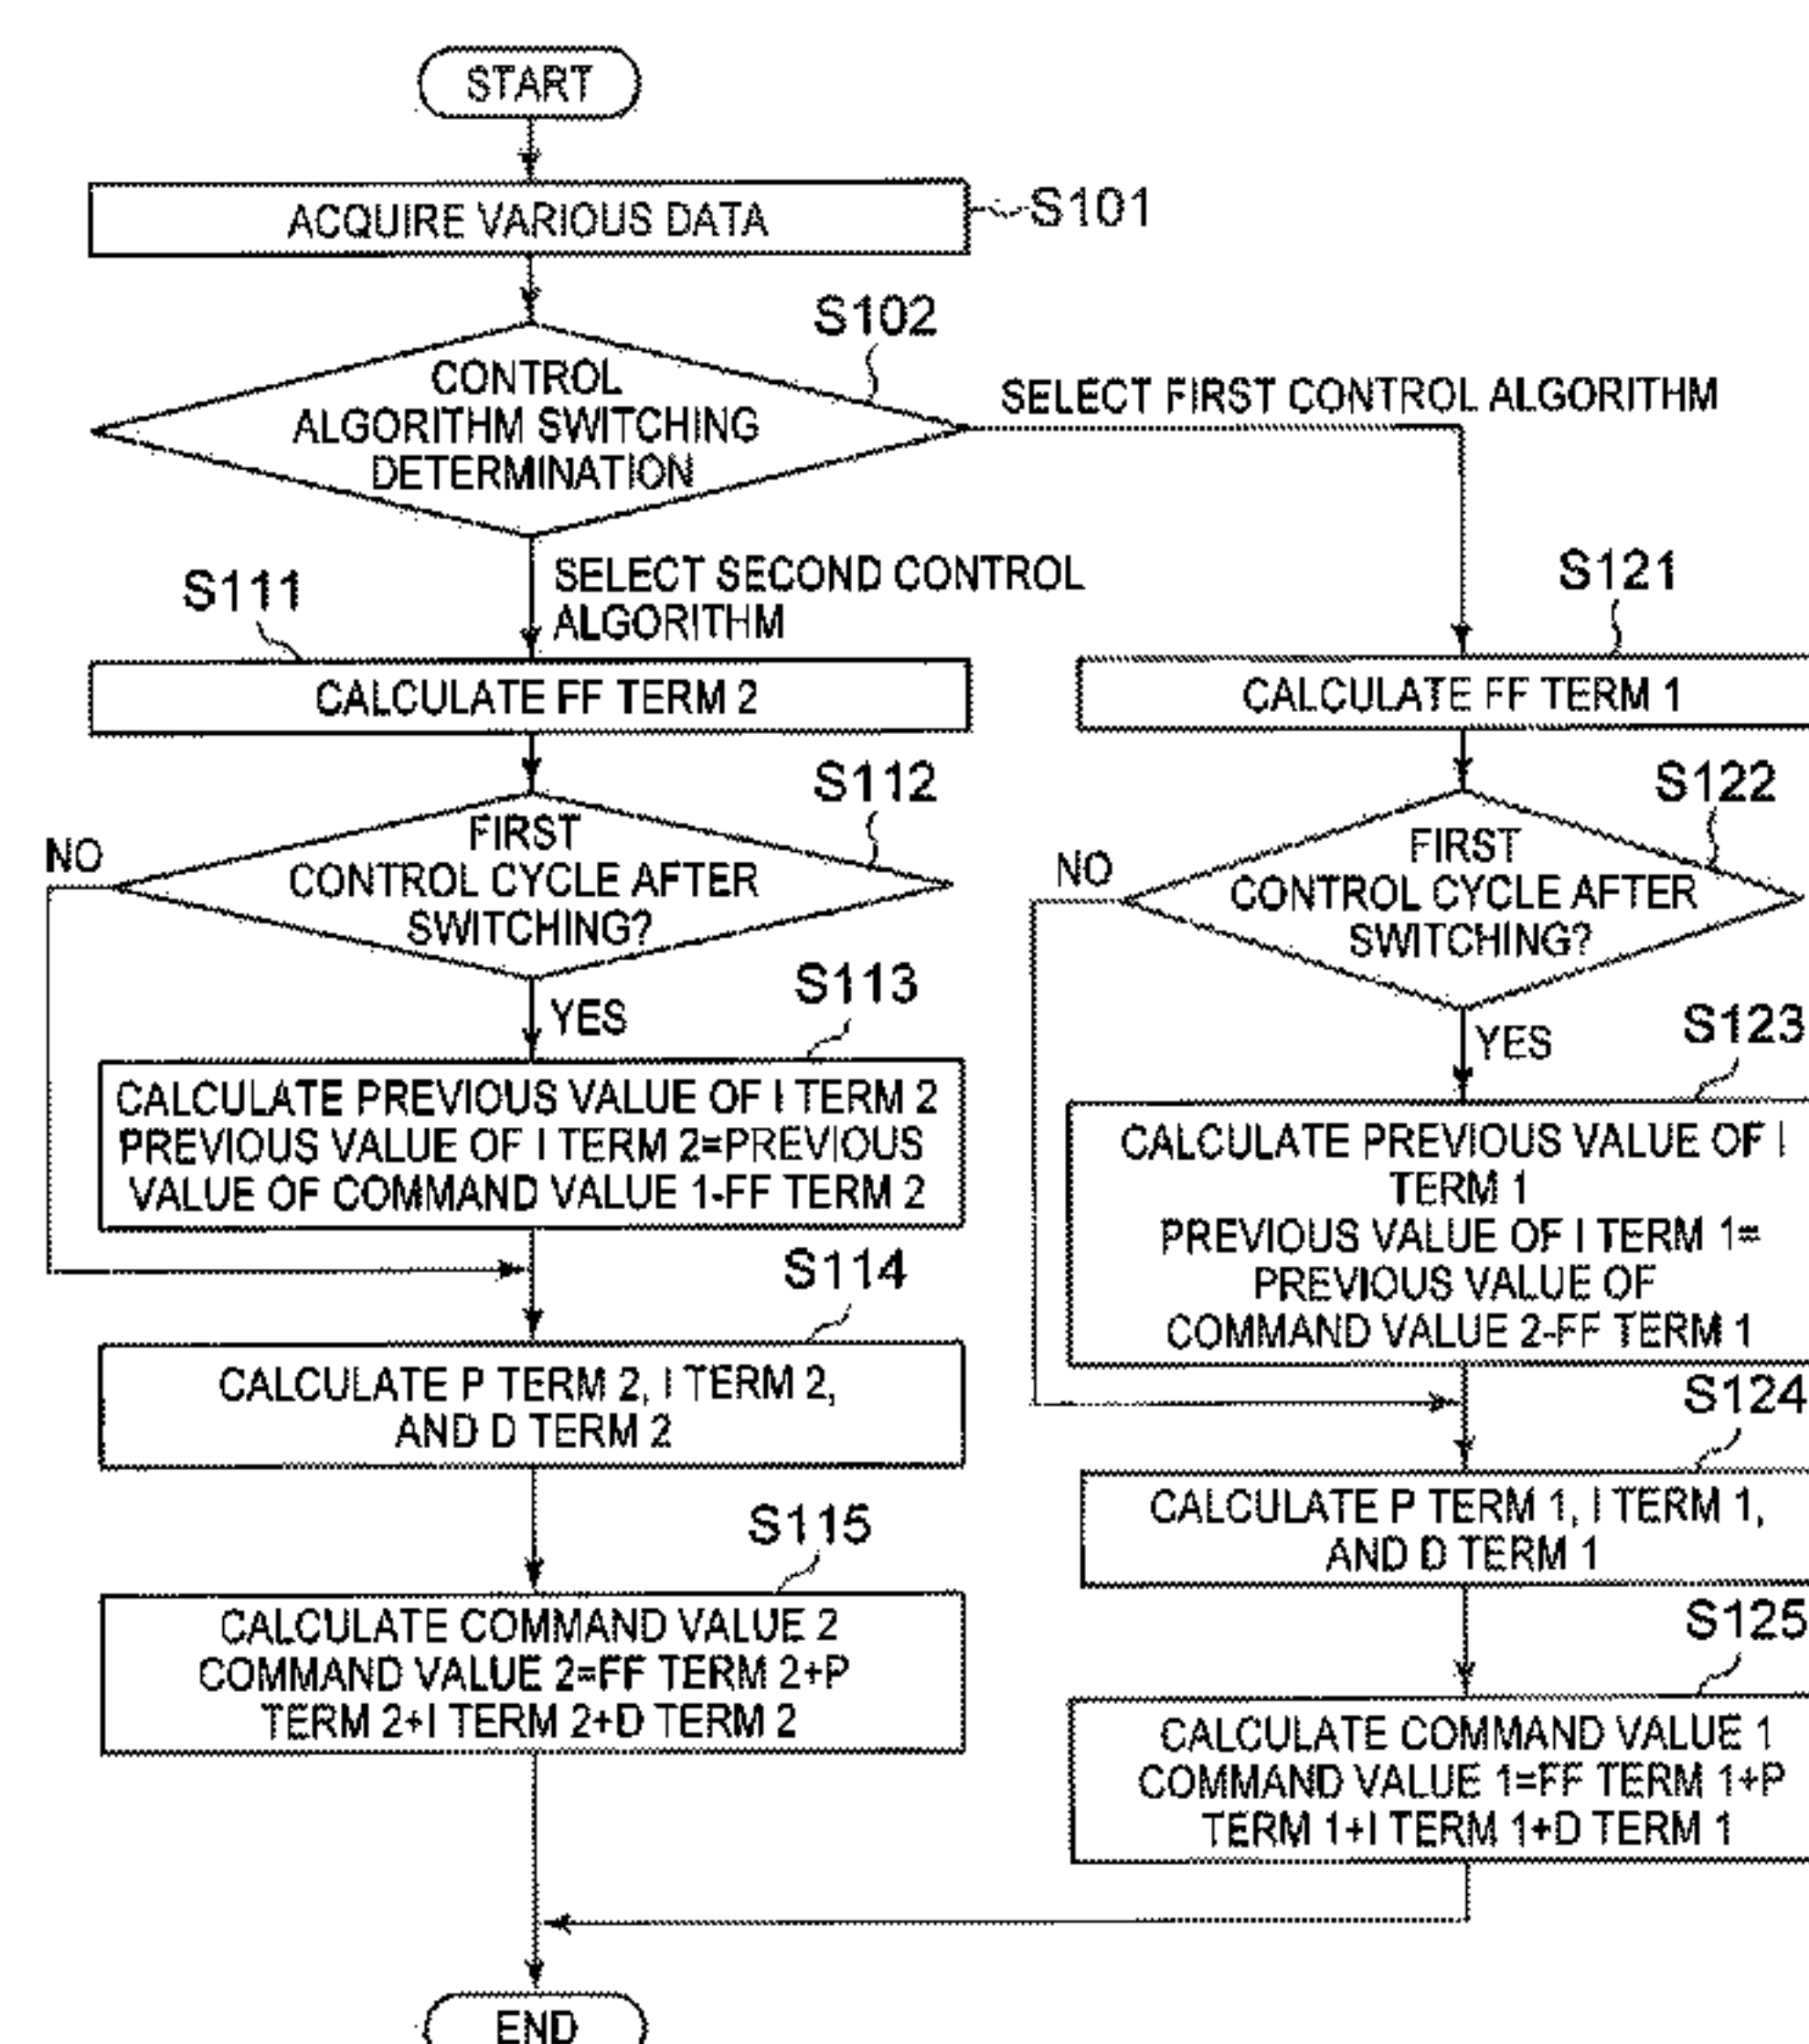 START
ACQUIRE VARIOUS DATA
S101
S102
CONTROL
ALGORITHM SWITCHING
DETERMINATION
SELECT FIRST CONTROL ALGORITHM
SELECT SECOND CONTROL
ALGORITHM
S111
CALCULATE FF TERM 2
S112
FIRST
CONTROL CYCLE AFTER
SWITCHING?
NO
YES
S113
CALCULATE PREVIOUS VALUE OF I TERM 2
PREVIOUS VALUE OF I TERM 2=PREVIOUS
VALUE OF COMMAND VALUE 1-FF TERM 2
S114
CALCULATE P TERM 2, I TERM 2,
AND D TERM 2
S115
CALCULATE COMMAND VALUE 2
COMMAND VALUE 2=FF TERM 2+P
TERM 2+I TERM 2+D TERM 2
S121
CALCULATE FF TERM 1
S122
FIRST
CONTROL CYCLE AFTER
SWITCHING?
NO
YES
S123
CALCULATE PREVIOUS VALUE OF I
TERM 1
PREVIOUS VALUE OF I TERM 1=
PREVIOUS VALUE OF
COMMAND VALUE 2-FF TERM 1
S124
CALCULATE P TERM 1, I TERM 1,
AND D TERM 1
S125
CALCULATE COMMAND VALUE 1
COMMAND VALUE 1=FF TERM 1+P
TERM 1+I TERM 1+D TERM 1
END